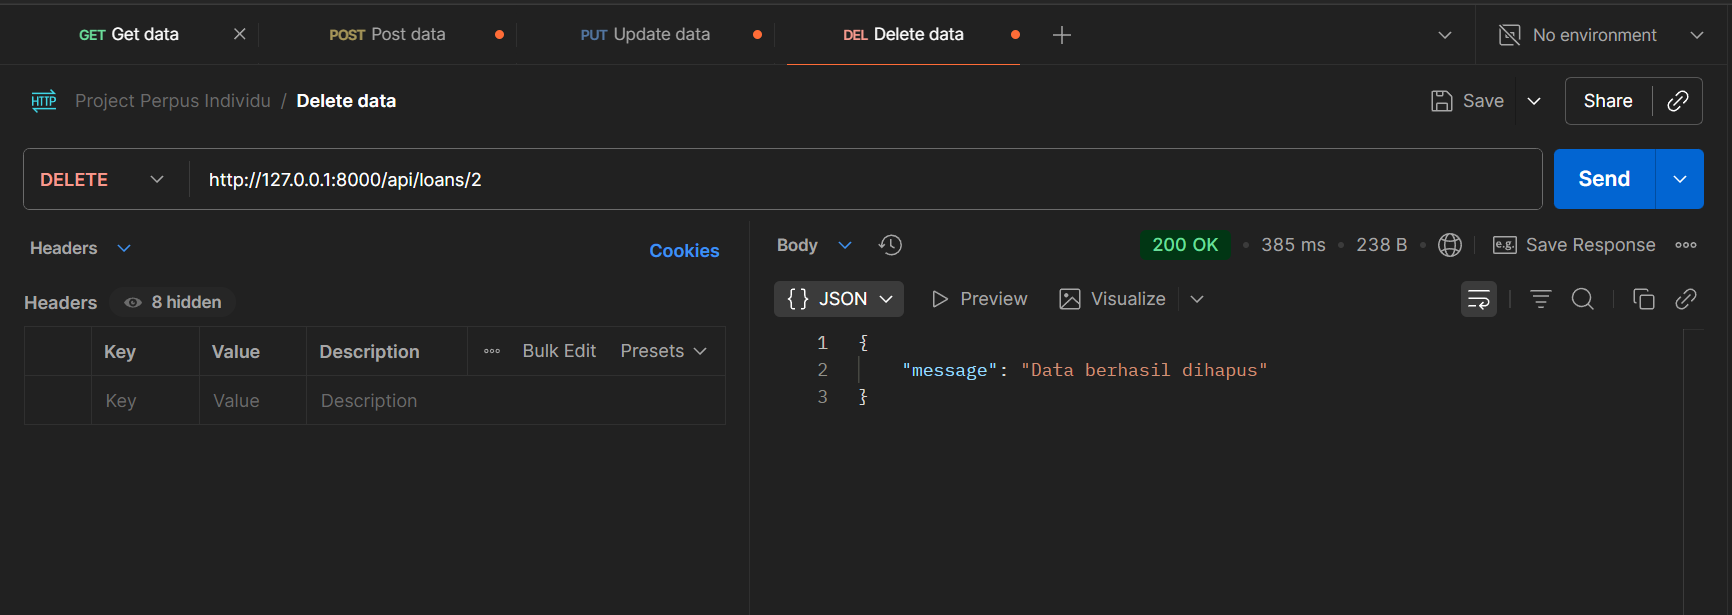 GET Get data
POST Post data
PUT Update data
DEL Delete data
No environment
HTTP Project Perpus Individu / Delete data
Save
Share
DELETE http://127.0.0.1:8000/api/loans/2
Send
Headers
Cookies
Headers 8 hidden
Key Value Description Bulk Edit Presets
Key Value Description
Body
200 OK • 385 ms • 238 B •
e.g. Save Response
{} JSON
Preview
Visualize
1 {
2 "message": "Data berhasil dihapus"
3 }